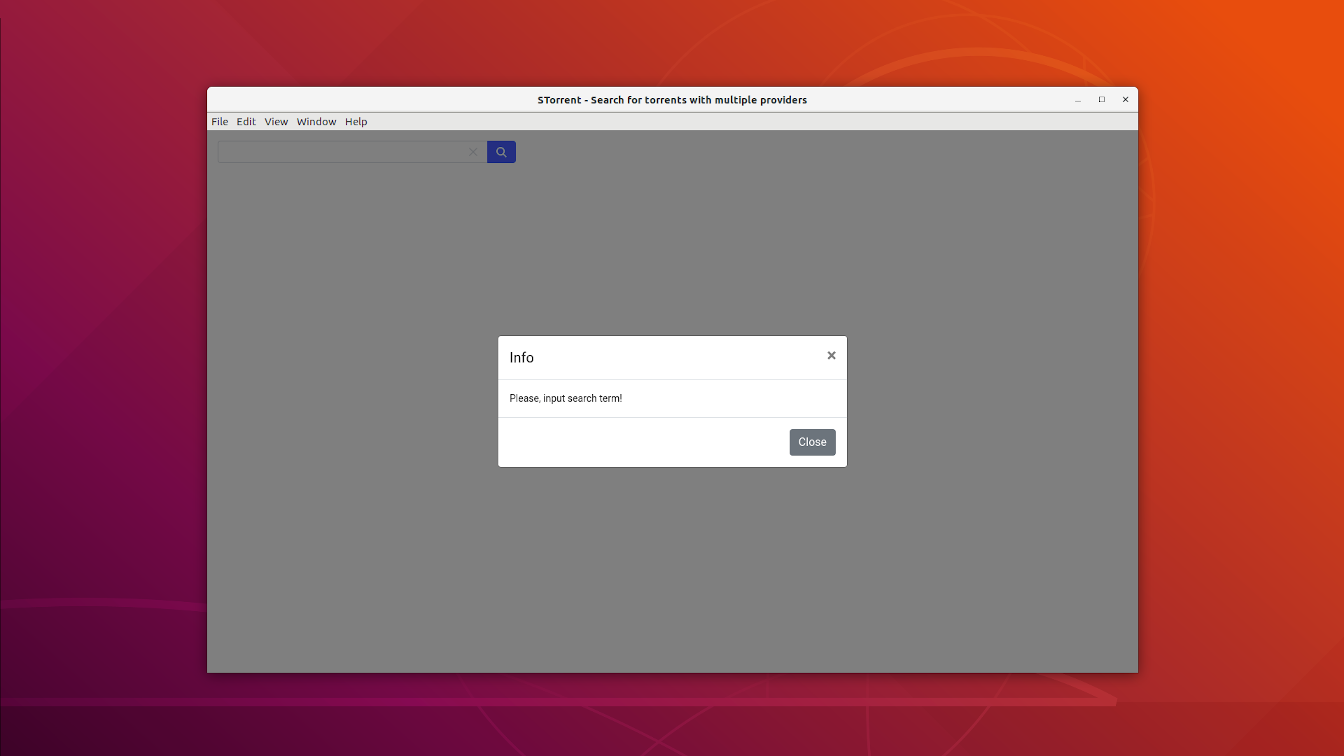 STorrent - Search for torrents with multiple providers
File Edit View Window Help
Info
Please, input search term!
Close